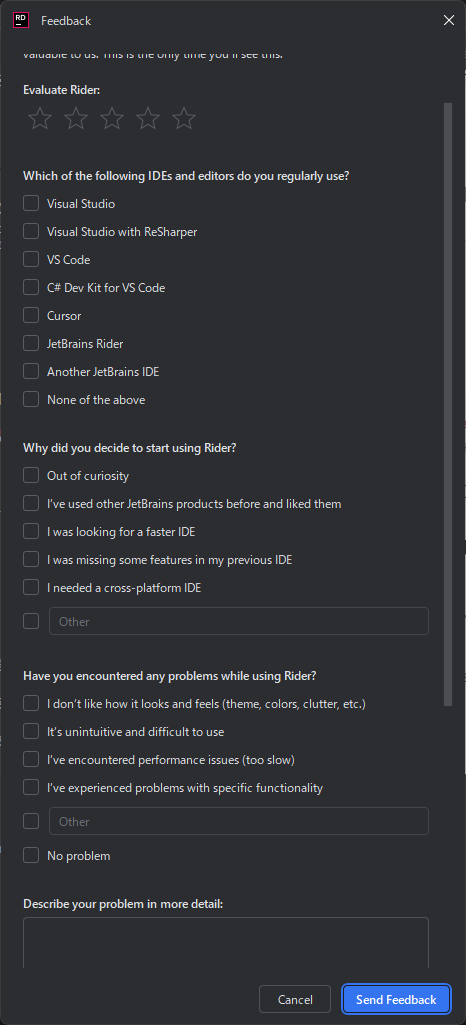 RD
Feedback
valuable to us. This is the only time you'll see this.
Evaluate Rider:
Which of the following IDEs and editors do you regularly use?
Visual Studio
Visual Studio with ReSharper
VS Code
C# Dev Kit for VS Code
Cursor
JetBrains Rider
Another JetBrains IDE
None of the above
Why did you decide to start using Rider?
Out of curiosity
I've used other JetBrains products before and liked them
I was looking for a faster IDE
I was missing some features in my previous IDE
I needed a cross-platform IDE
Other
Have you encountered any problems while using Rider?
I don't like how it looks and feels (theme, colors, clutter, etc.)
It's unintuitive and difficult to use
I've encountered performance issues (too slow)
I've experienced problems with specific functionality
Other
No problem
Describe your problem in more detail:
Cancel
Send Feedback